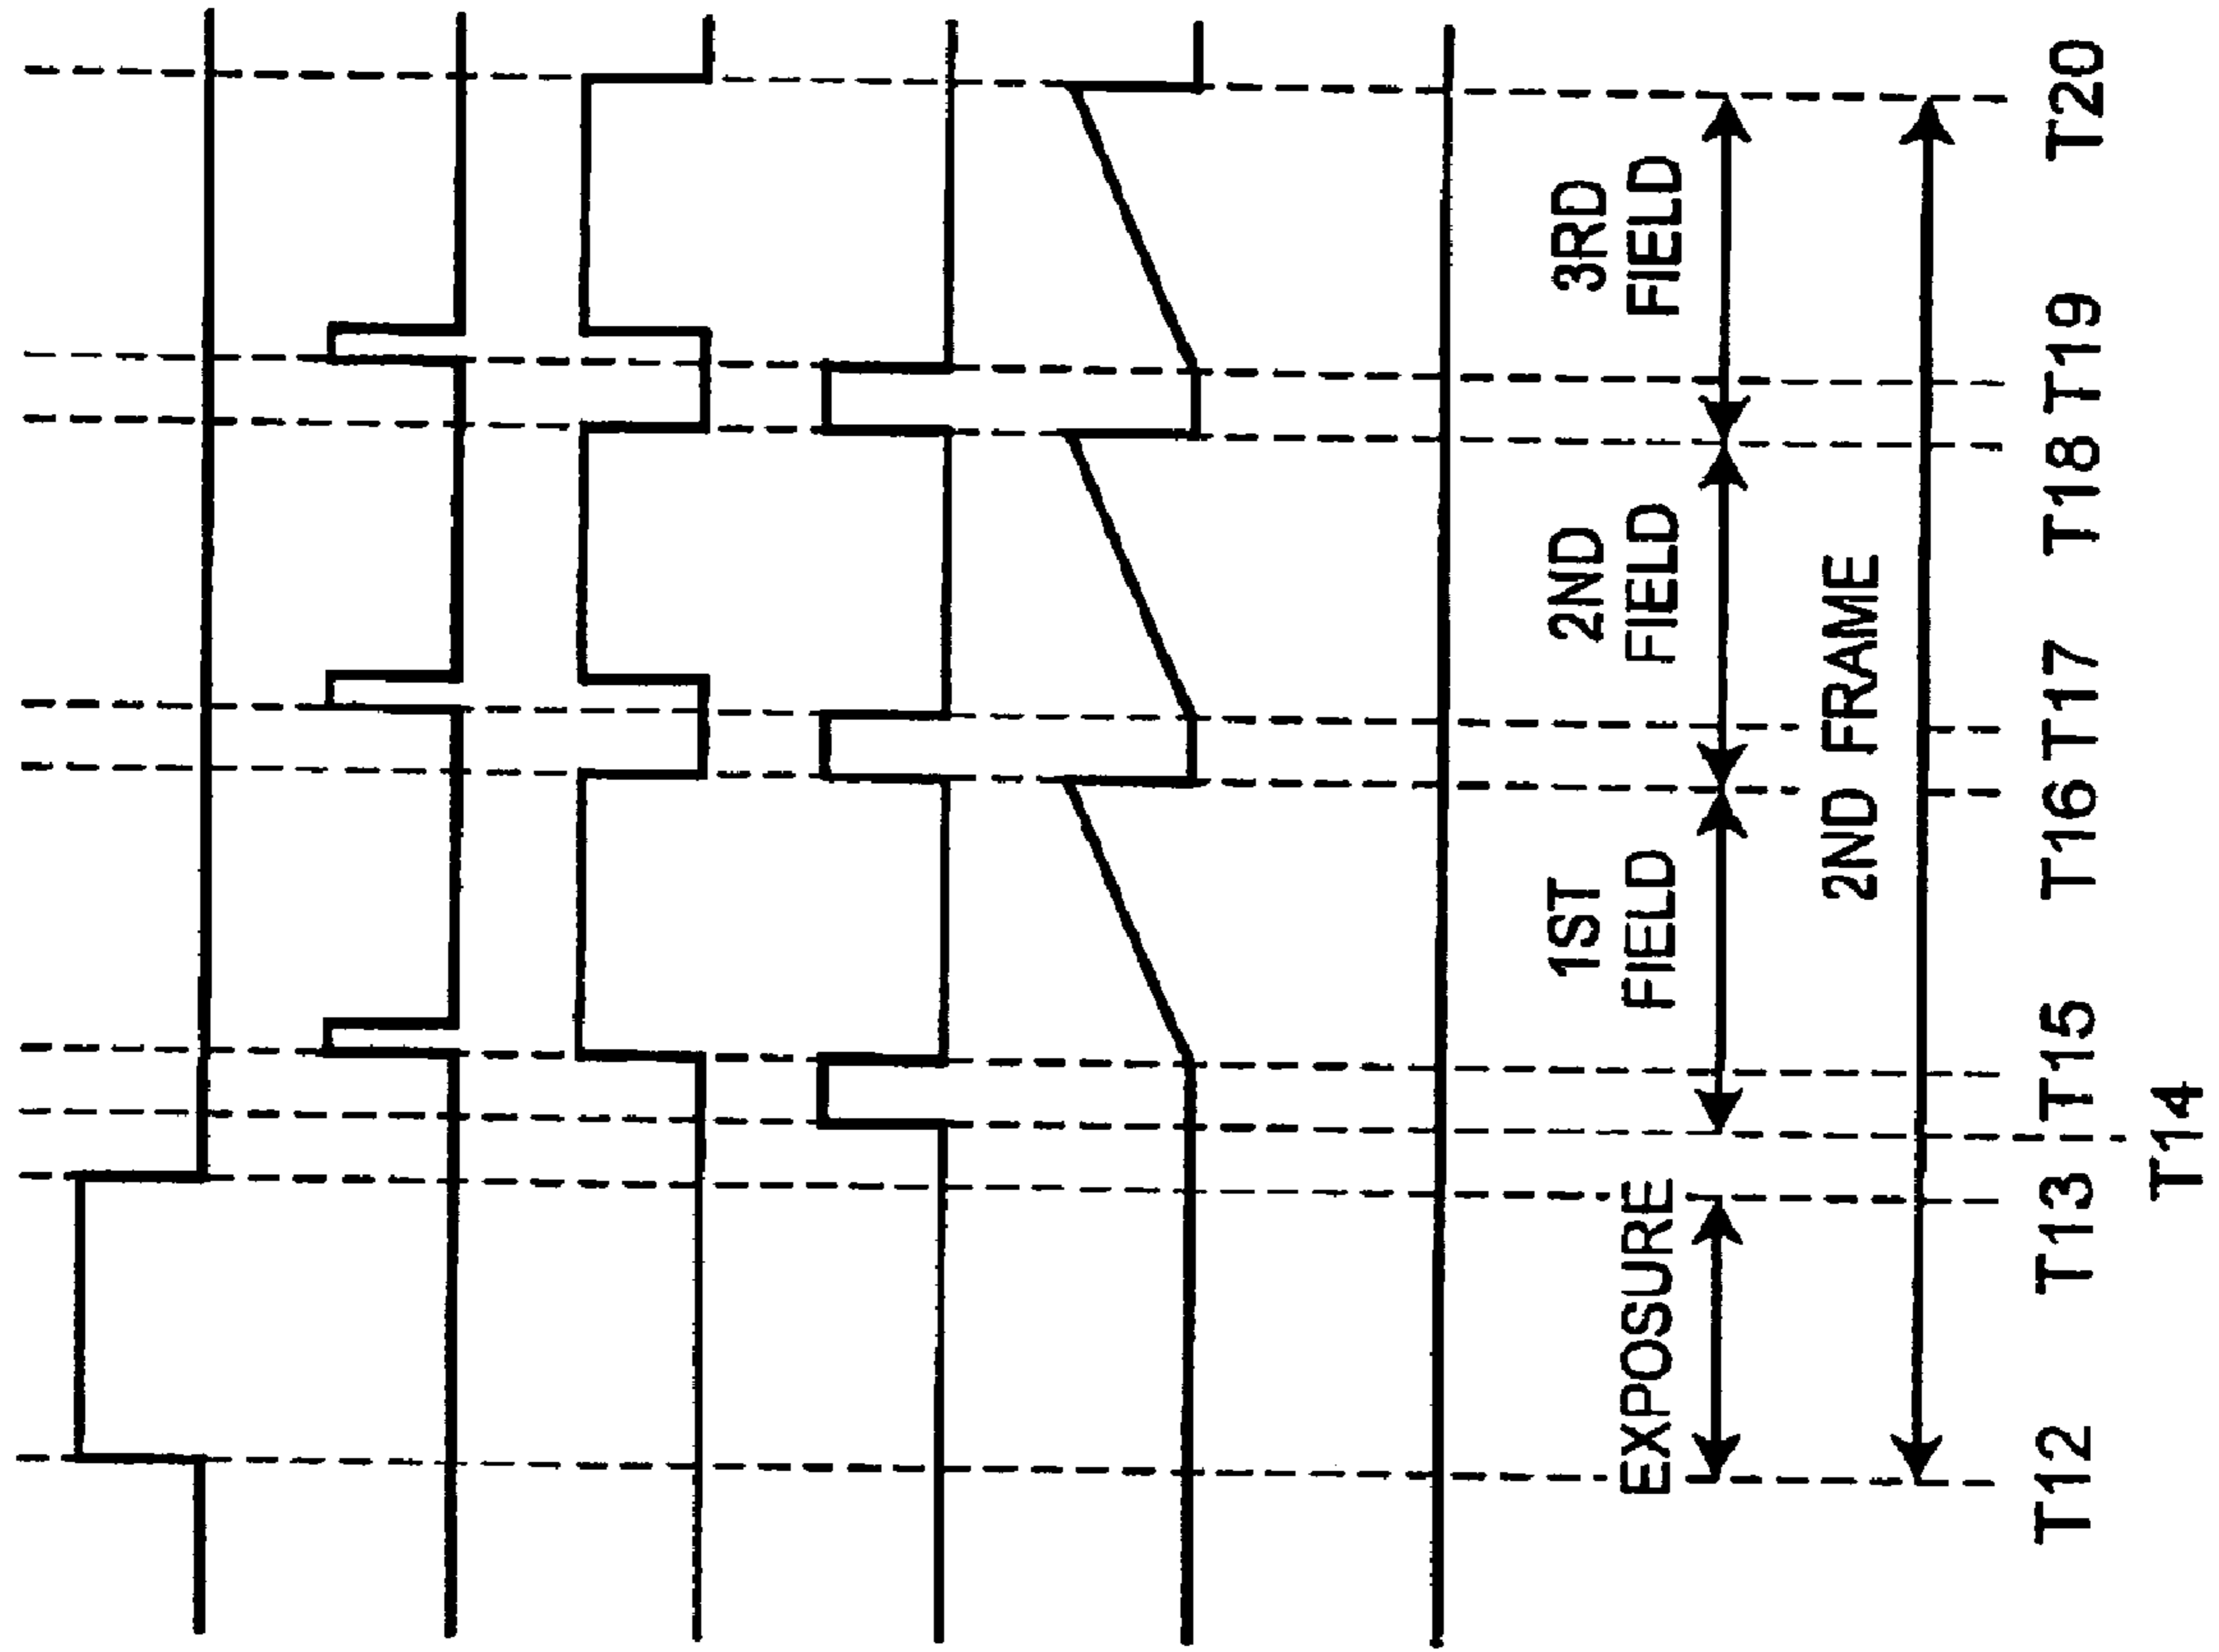 EXPOSURE
1ST
FIELD
2ND
FIELD
3RD
FIELD
2ND FRAME
T12 T13 T15 T16 T17 T18 T19 T20
T14